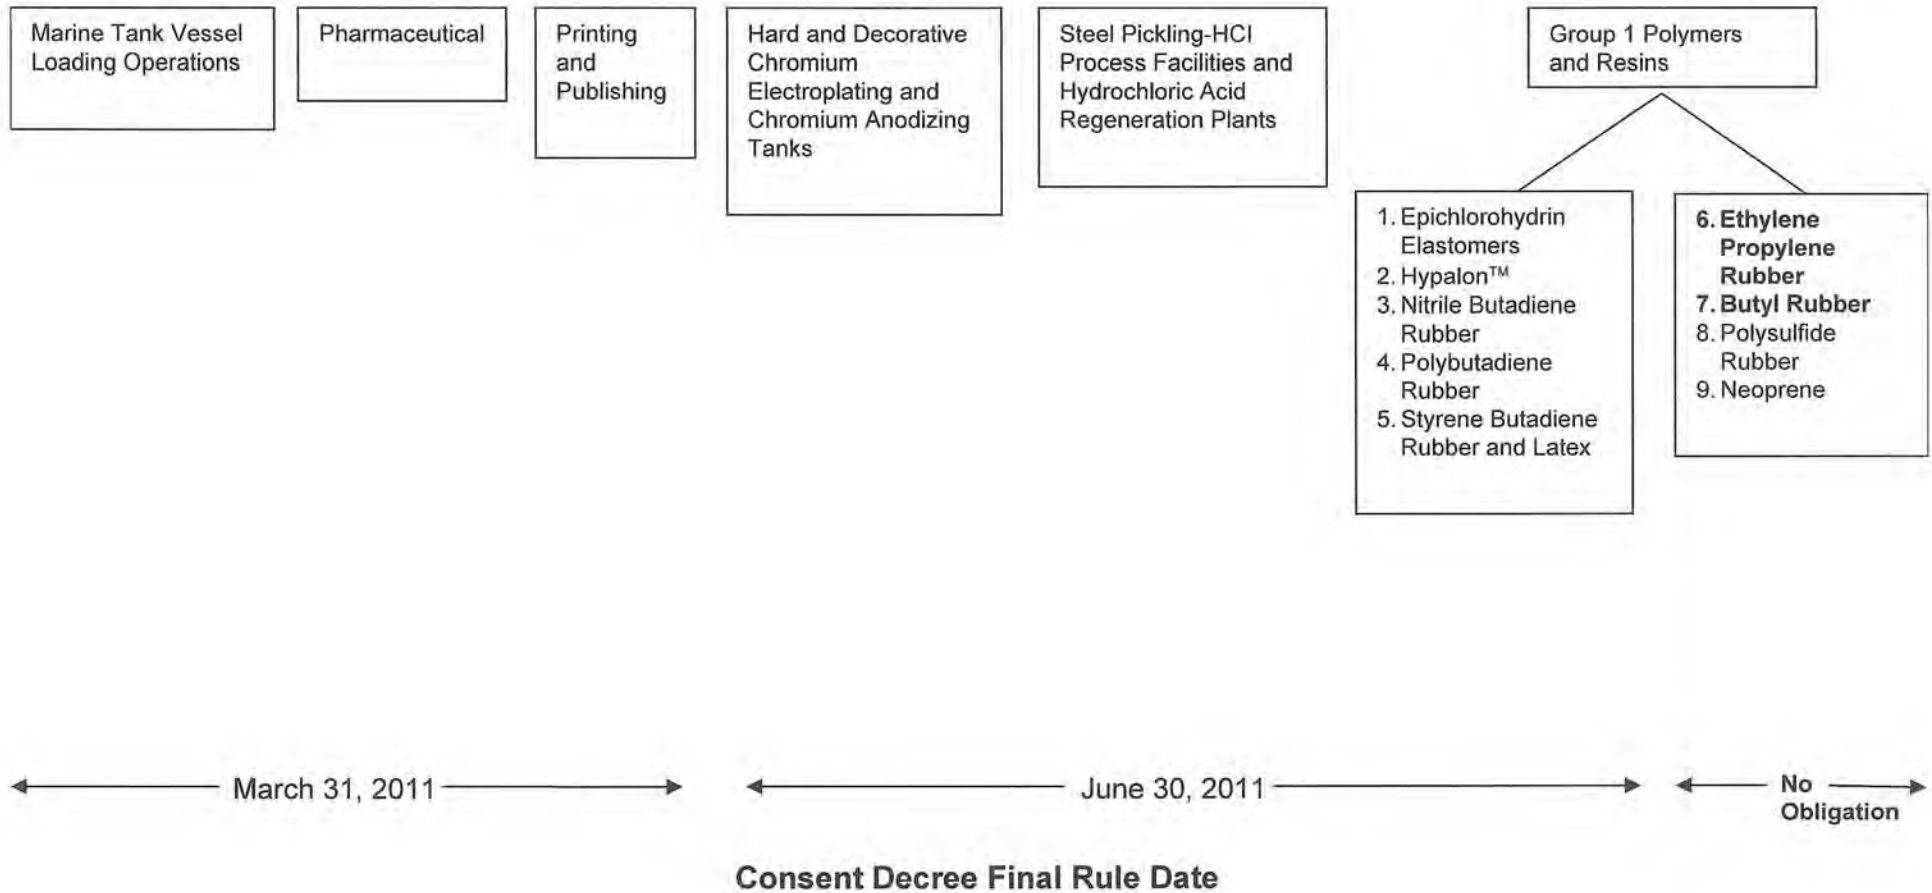 Marine Tank Vessel
Loading Operations
Pharmaceutical
Printing
and
Publishing
Hard and Decorative
Chromium
Electroplating and
Chromium Anodizing
Tanks
Steel Pickling-HCl
Process Facilities and
Hydrochloric Acid
Regeneration Plants
Group 1 Polymers
and Resins
1. Epichlorohydrin
Elastomers
2. Hypalon™
3. Nitrile Butadiene
Rubber
4. Polybutadiene
Rubber
5. Styrene Butadiene
Rubber and Latex
6. Ethylene
Propylene
Rubber
7. Butyl Rubber
8. Polysulfide
Rubber
9. Neoprene
March 31, 2011
June 30, 2011
No
Obligation
Consent Decree Final Rule Date